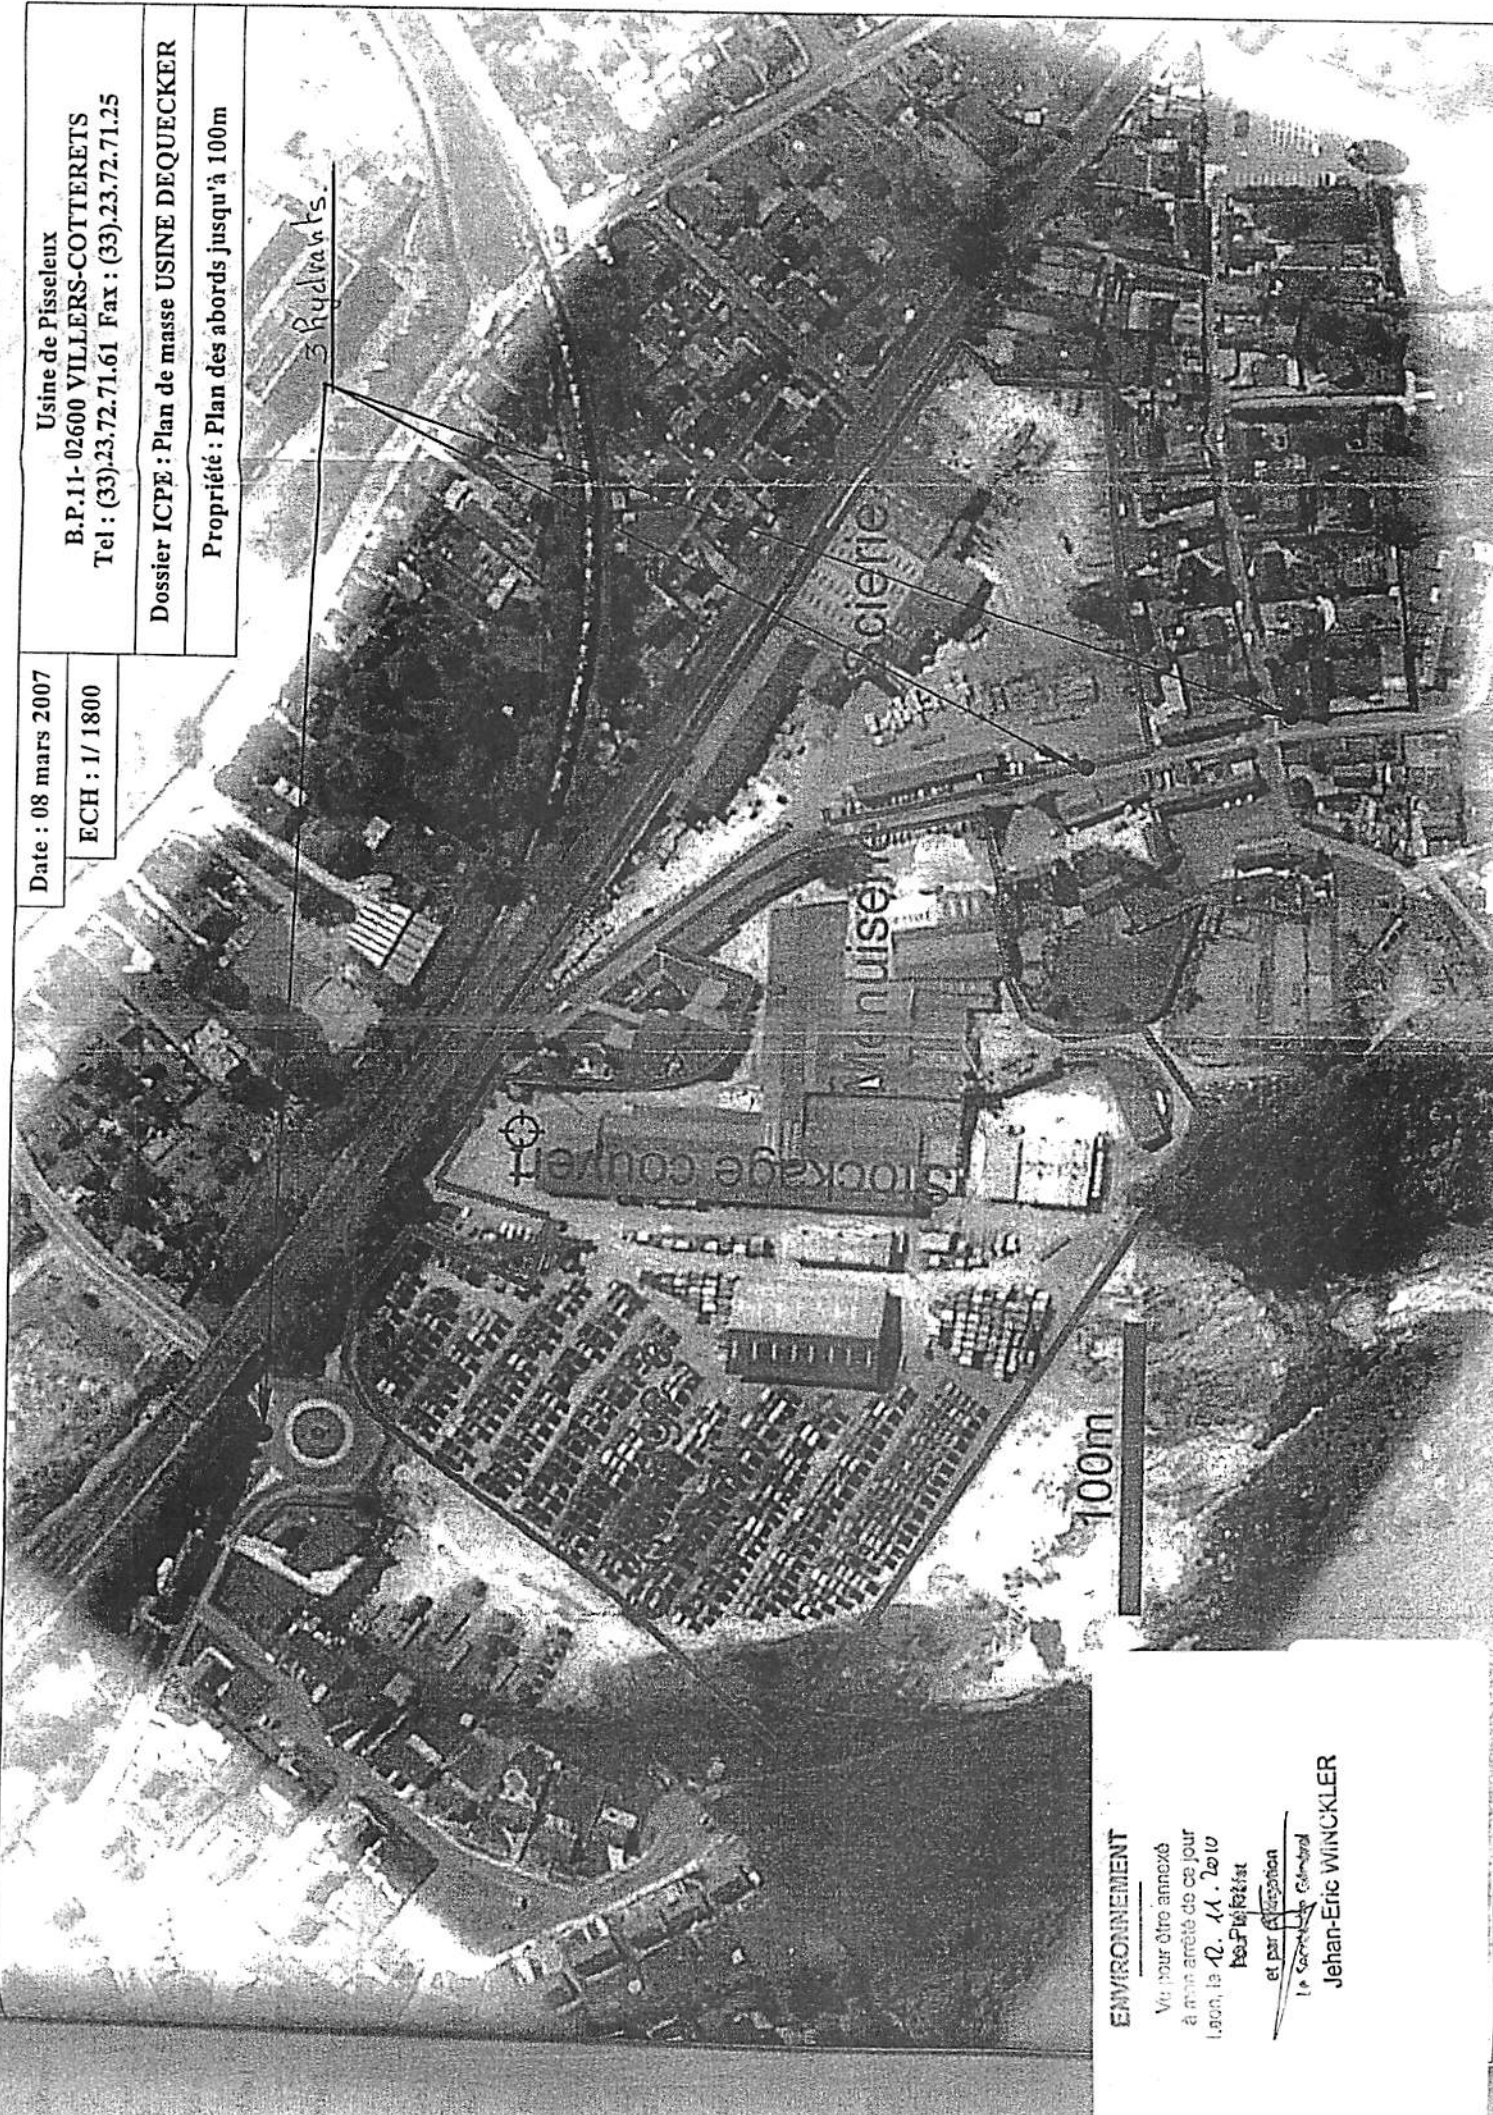 Usine de Pisseleux
B.P.11- 02600 VILLERS-COTTERETS
Tel : (33)23.72.71.61 Fax : (33).23.72.71.25
Dossier ICPE : Plan de masse USINE DEQUECKER
Propriété : Plan des abords jusqu'à 100m
Date : 08 mars 2007
ECH : 1/ 1800
3 hydrants.
Scierie
Menuiserie
Stockage couvert
100m
ENVIRONNEMENT
Vu pour être annexé
à mon arrêté de ce jour
Laon, le 12.11.2010
et par délégation
Le Secrétaire Général
Jehan-Eric WINCKLER